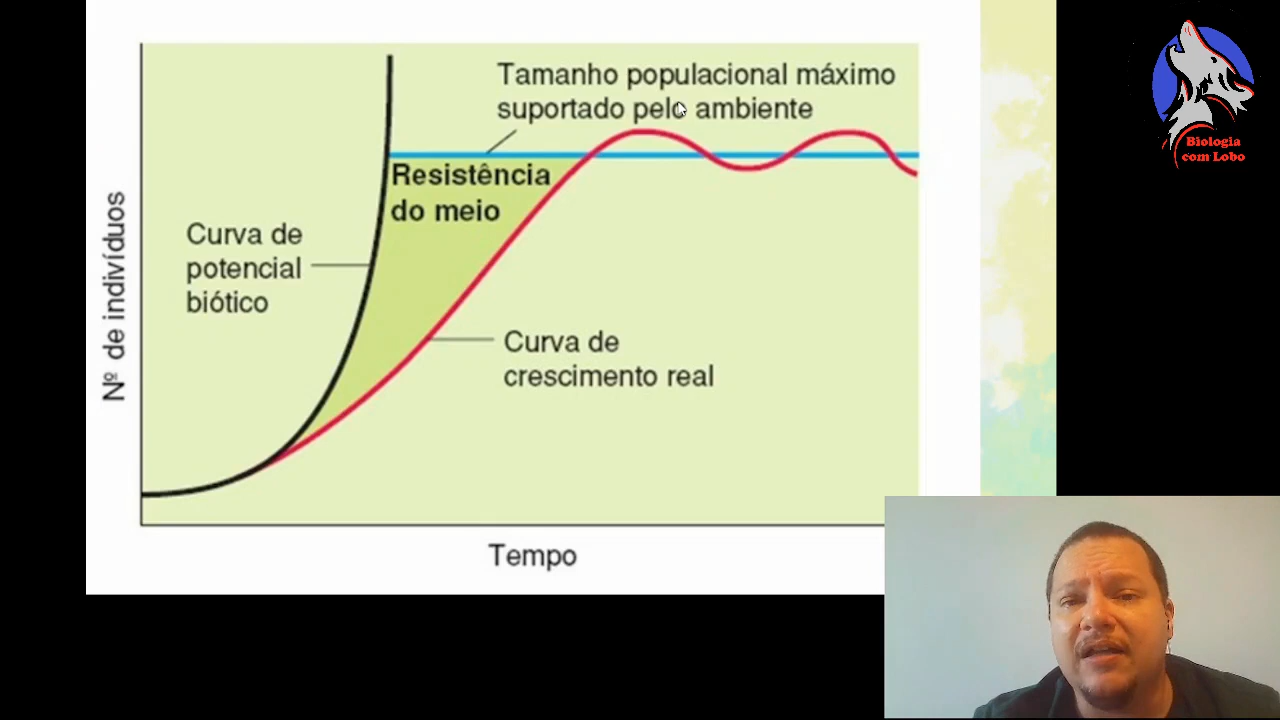 Tamanho populacional máximo
suportado pelo ambiente
Resistência
do meio
Curva de
potencial
biótico
Curva de
crescimento real
Nº de indivíduos
Tempo
Biologia
com Lobo